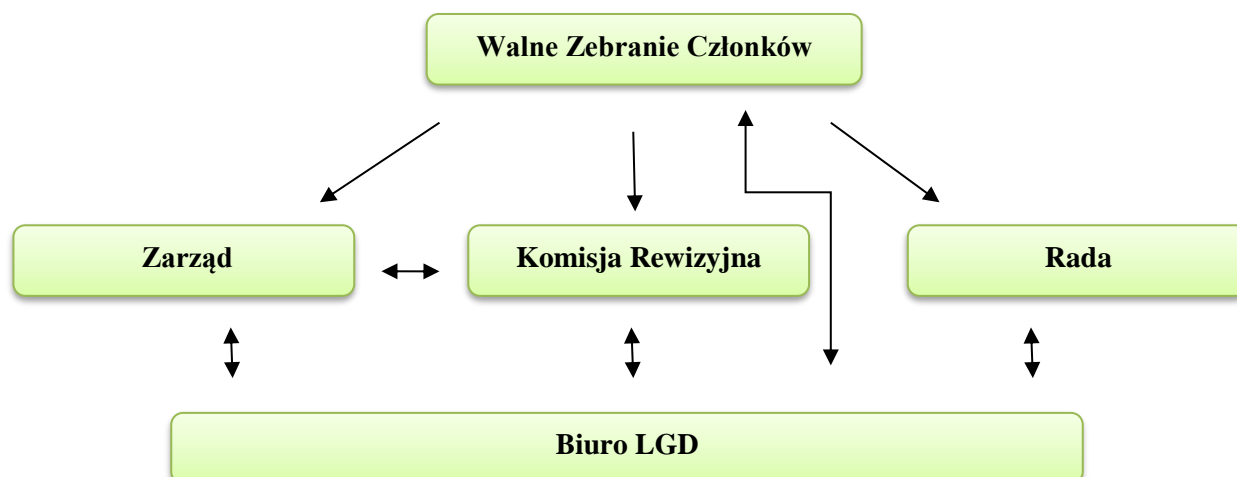 Walne Zebranie Członków
Zarząd
Komisja Rewizyjna
Rada
Biuro LGD